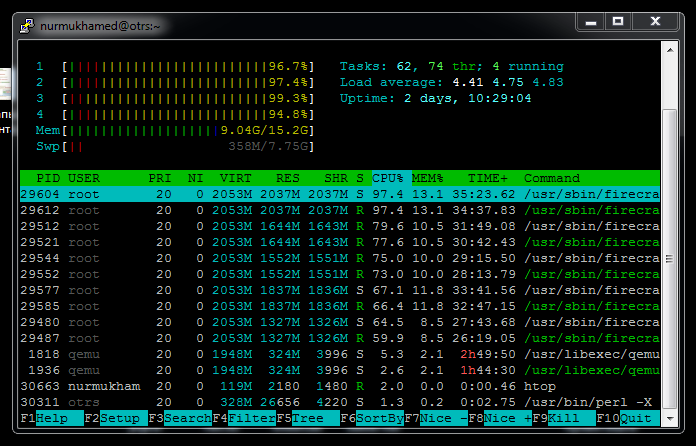 nurmukhamed@otrs:~
1 [||||||||||||||||||||||||||96.7%] Tasks: 62, 74 thr; 4 running
2 [||||||||||||||||||||||||||97.4%] Load average: 4.41 4.75 4.83
3 [||||||||||||||||||||||||||99.3%] Uptime: 2 days, 10:29:04
4 [||||||||||||||||||||||||||94.8%]
Mem[|||||||||||||||||||| 9.04G/15.2G]
Swp[|| 358M/7.75G]
PID USER PRI NI VIRT RES SHR S CPU% MEM% TIME+ Command
29604 root 20 0 2053M 2037M 2037M S 97.4 13.1 35:23.62 /usr/sbin/firecra
29612 root 20 0 2053M 2037M 2037M R 97.4 13.1 34:37.83 /usr/sbin/firecra
29512 root 20 0 2053M 1644M 1643M R 79.6 10.5 31:49.08 /usr/sbin/firecra
29521 root 20 0 2053M 1644M 1643M R 77.6 10.5 30:42.43 /usr/sbin/firecra
29544 root 20 0 2053M 1552M 1551M R 75.0 10.0 29:15.50 /usr/sbin/firecra
29552 root 20 0 2053M 1552M 1551M R 73.0 10.0 28:13.79 /usr/sbin/firecra
29577 root 20 0 2053M 1837M 1836M S 67.1 11.8 33:41.56 /usr/sbin/firecra
29585 root 20 0 2053M 1837M 1836M R 66.4 11.8 32:47.15 /usr/sbin/firecra
29480 root 20 0 2053M 1327M 1326M S 64.5 8.5 27:43.68 /usr/sbin/firecra
29487 root 20 0 2053M 1327M 1326M R 59.9 8.5 26:19.05 /usr/sbin/firecra
1818 qemu 20 0 1948M 324M 3996 S 5.3 2.1 2h49:50 /usr/libexec/qemu
1936 qemu 20 0 1948M 324M 3996 S 2.6 2.1 1h44:30 /usr/libexec/qemu
30663 nurmukham 20 0 119M 2180 1480 R 2.0 0.0 0:00.46 htop
30311 otrs 20 0 328M 26656 4220 S 1.3 0.2 0:02.75 /usr/bin/perl -X
F1Help F2Setup F3SearchF4FilterF5Tree F6SortByF7Nice -F8Nice +F9Kill F10Quit